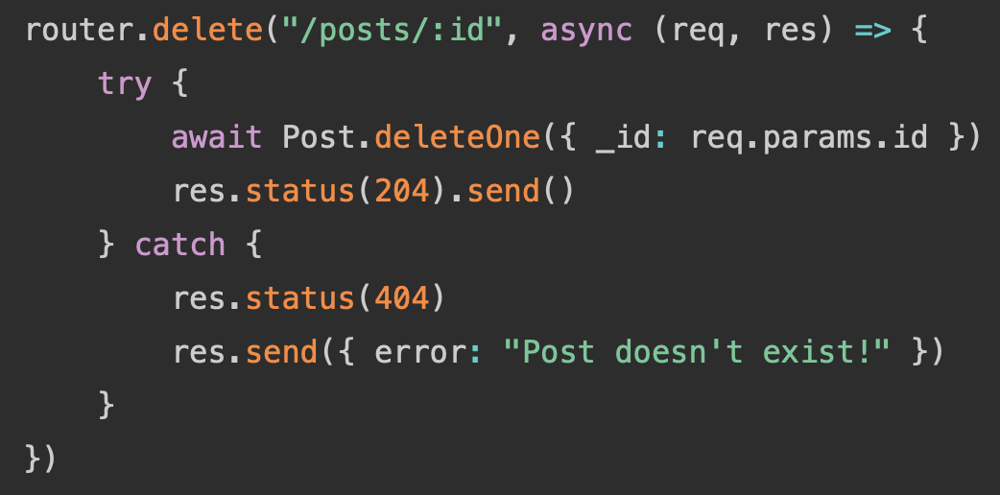 router.delete("/posts/:id", async (req, res) => {
    try {
        await Post.deleteOne({ _id: req.params.id })
        res.status(204).send()
    } catch {
        res.status(404)
        res.send({ error: "Post doesn't exist!" })
    }
})